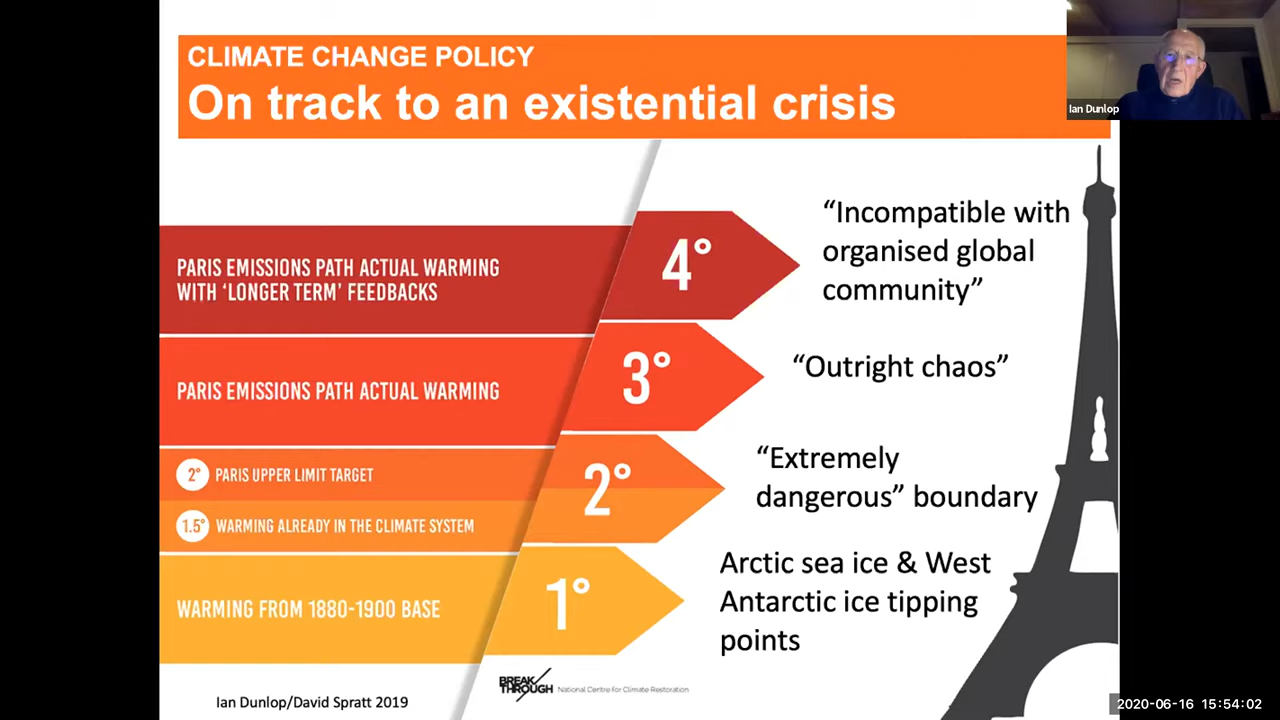 CLIMATE CHANGE POLICY
On track to an existential crisis
Ian Dunlop
PARIS EMISSIONS PATH ACTUAL WARMING
WITH ‘LONGER TERM’ FEEDBACKS
4°
“Incompatible with
organised global
community”
PARIS EMISSIONS PATH ACTUAL WARMING
3°
“Outright chaos”
2° PARIS UPPER LIMIT TARGET
1.5° WARMING ALREADY IN THE CLIMATE SYSTEM
2°
“Extremely
dangerous” boundary
WARMING FROM 1880-1900 BASE
1°
Arctic sea ice & West
Antarctic ice tipping
points
Ian Dunlop/David Spratt 2019
BREAK
THROUGH
National Centre for Climate Restoration
2020-06-16 15:54:02